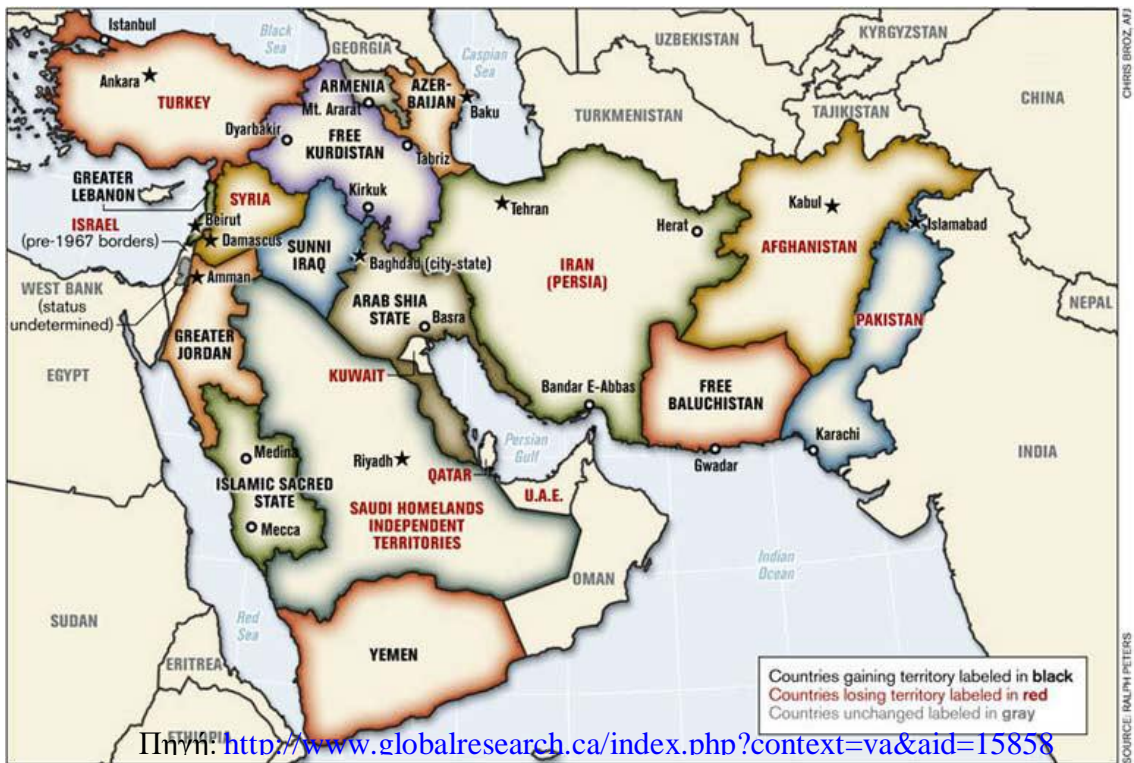 Istanbul
Black
Sea
GEORGIA
Caspian
Sea
UZBEKISTAN
KYRGYZSTAN
CHRIS BROZ, AFJ
Ankara
TURKEY
ARMENIA
Mt. Ararat
AZER-
BAIJAN
Baku
TURKMENISTAN
TAJIKISTAN
CHINA
Dyarbakir
FREE
KURDISTAN
Tabriz
GREATER
LEBANON
SYRIA
Kirkuk
Tehran
Herat
Kabul
Islamabad
ISRAEL
(pre-1967 borders)
Beirut
Damascus
SUNNI
IRAQ
Baghdad (city-state)
IRAN
(PERSIA)
AFGHANISTAN
WEST BANK
(status
undetermined)
Amman
ARAB SHIA
STATE
Basra
NEPAL
PAKISTAN
GREATER
JORDAN
EGYPT
KUWAIT
Bandar E-Abbas
FREE
BALUCHISTAN
Medina
Riyadh
Persian
Gulf
Gwadar
Karachi
INDIA
ISLAMIC SACRED
STATE
QATAR
U.A.E.
Mecca
SAUDI HOMELANDS
INDEPENDENT
TERRITORIES
OMAN
Indian
Ocean
SUDAN
Red
Sea
YEMEN
ERITREA
ETHIOPIA
Countries gaining territory labeled in black
Countries losing territory labeled in red
Countries unchanged labeled in gray
SOURCE: RALPH PETERS
Πηγή: http://www.globalresearch.ca/index.php?context=va&aid=15858